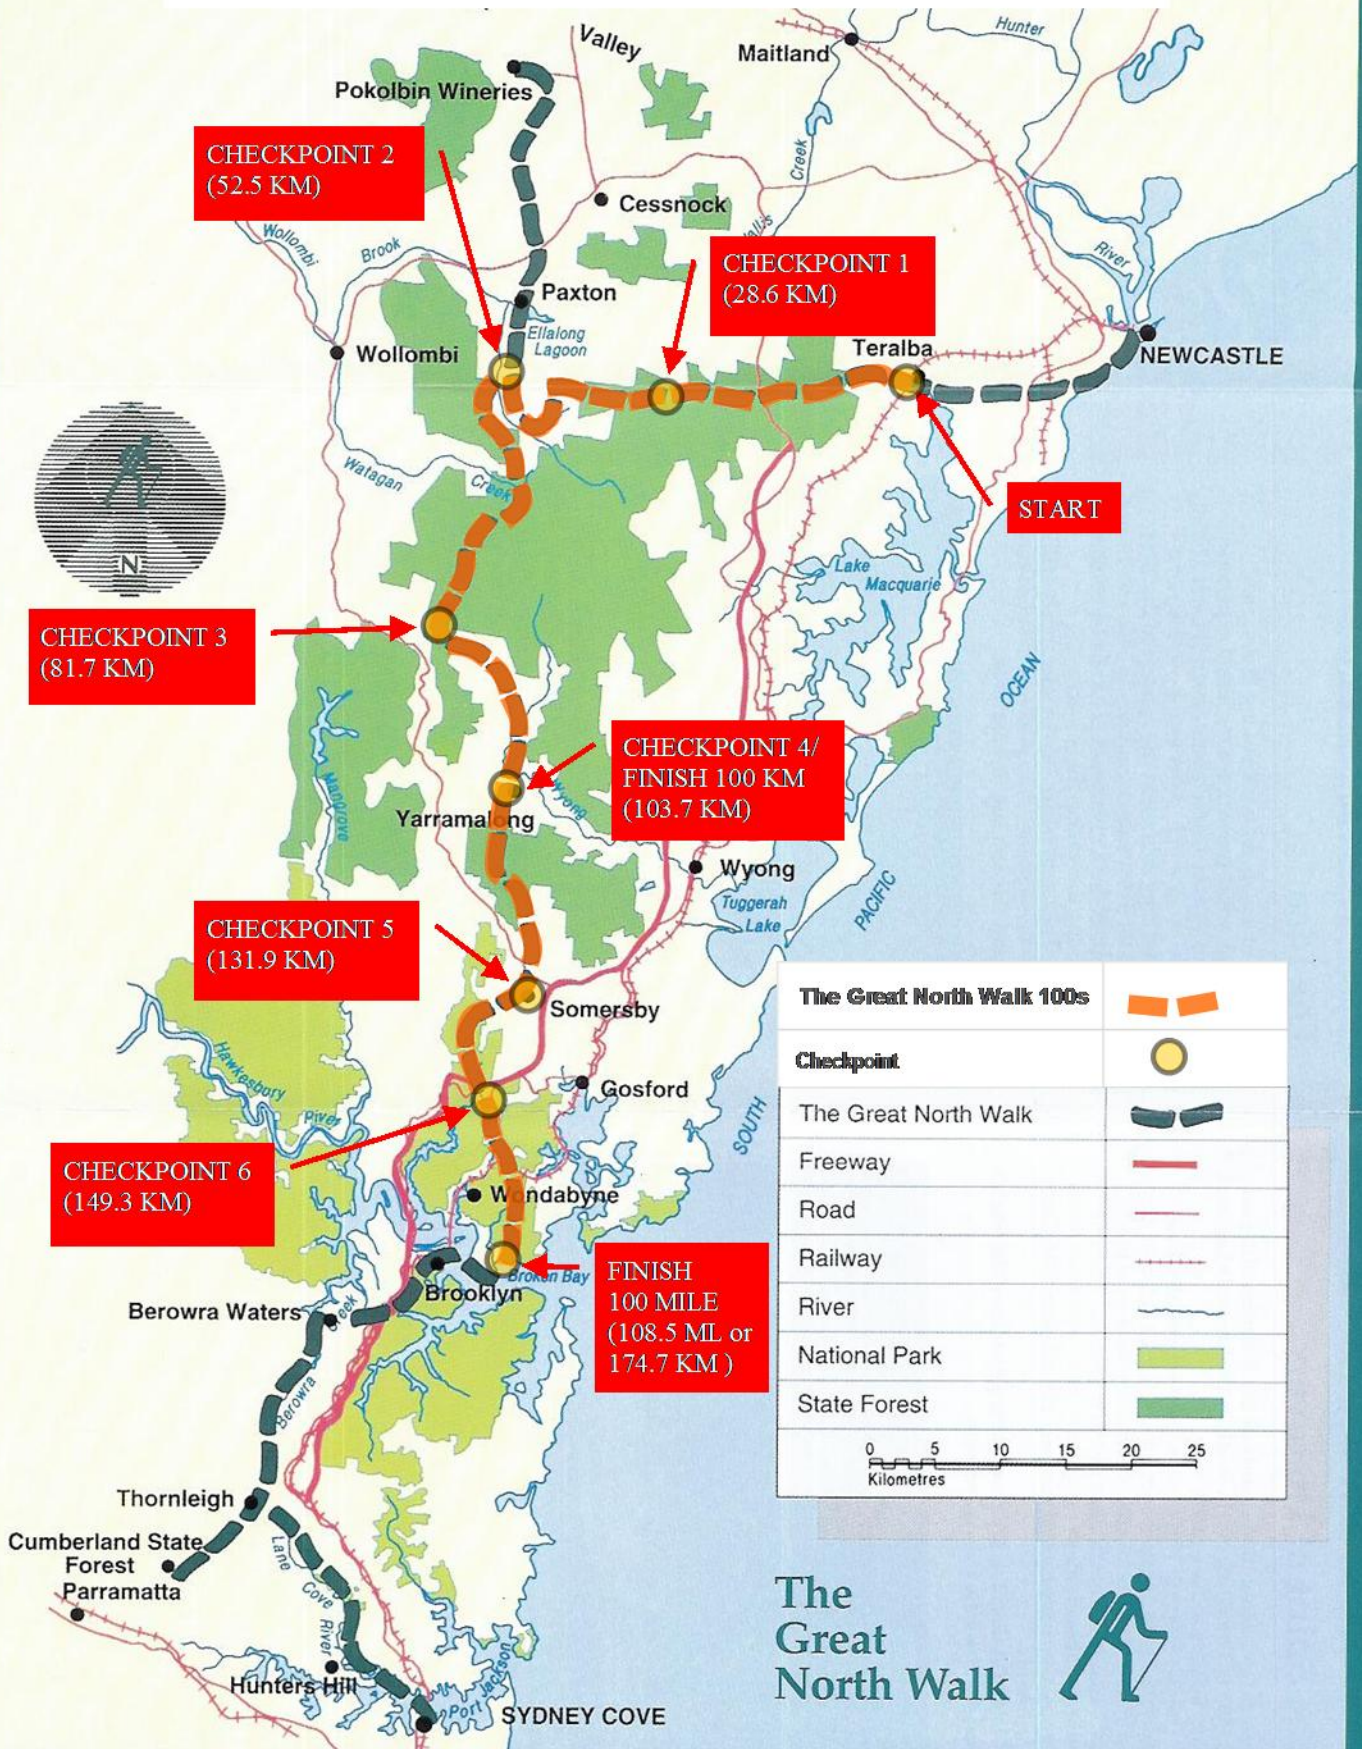 Valley
Maitland
Hunter
Pokolbin Wineries
CHECKPOINT 2
(52.5 KM)
Creek
Cessnock
Wollombi
Brook
CHECKPOINT 1
(28.6 KM)
River
Paxton
Ellalong
Lagoon
Wollombi
Teralba
NEWCASTLE
Watagan
Creek
START
N
Lake
Macquarie
CHECKPOINT 3
(81.7 KM)
OCEAN
CHECKPOINT 4/
FINISH 100 KM
(103.7 KM)
Mangrove
Wyong
Yarramalong
Wyong
Tuggerah
Lake
PACIFIC
CHECKPOINT 5
(131.9 KM)
Somersby
Hawkesbury
River
Gosford
SOUTH
CHECKPOINT 6
(149.3 KM)
Wondabyne
Broken Bay
FINISH
100 MILE
(108.5 ML or
174.7 KM )
Brooklyn
Berowra Waters
Creek
Berowra
Thornleigh
Cumberland State
Forest
Parramatta
Lane
Cove
River
Hunters Hill
Port Jackson
SYDNEY COVE
The Great North Walk 100s
Checkpoint
The Great North Walk
Freeway
Road
Railway
River
National Park
State Forest
0 5 10 15 20 25
Kilometres
The
Great
North Walk